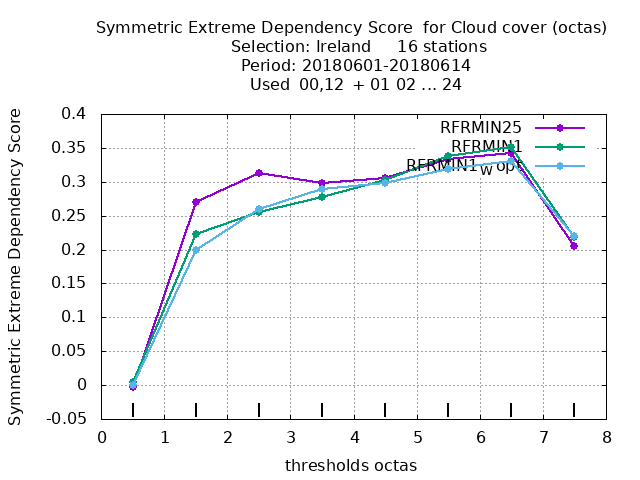 Symmetric Extreme Dependency Score  for Cloud cover (octas)
Selection: Ireland     16 stations
Period: 20180601-20180614
Used  00,12  + 01 02 ... 24
RFRMIN25
RFRMIN1
Symmetric Extreme Dependency Score
0.4
0.35
0.3
0.25
0.2
0.15
0.1
0.05
0
-0.05
0 1 2 3 4 5 6 7 8
thresholds octas